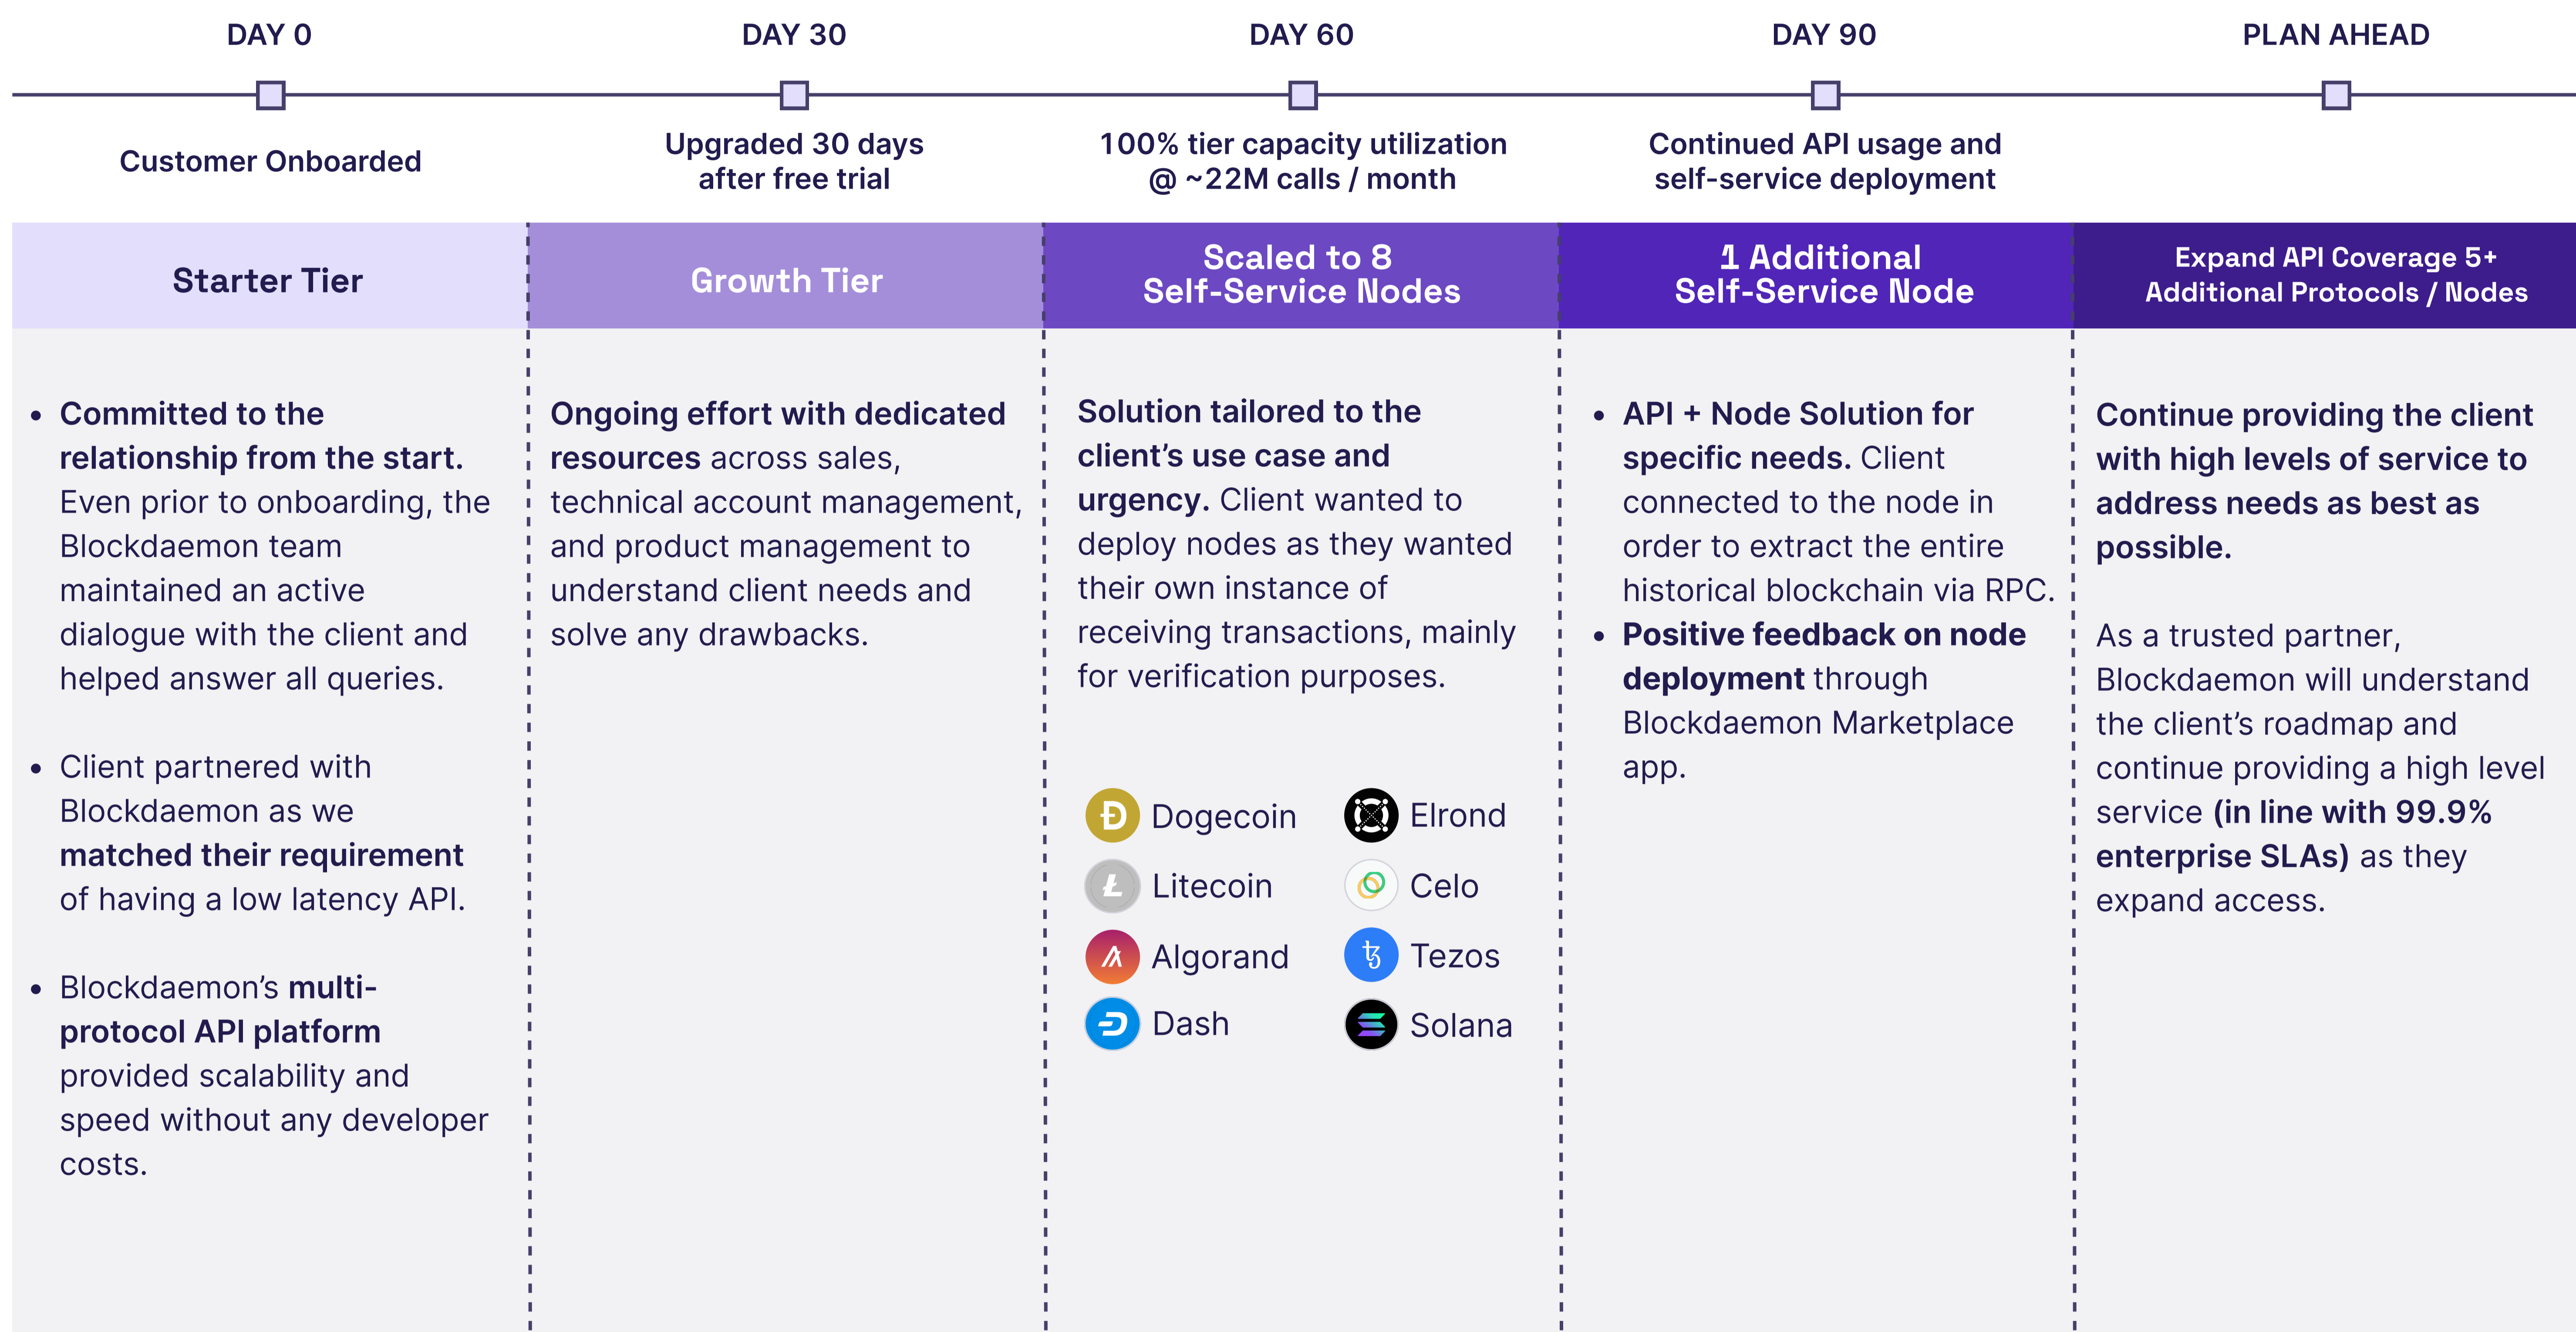 DAY 0
DAY 30
DAY 60
DAY 90
PLAN AHEAD
Customer Onboarded
Upgraded 30 days
after free trial
100% tier capacity utilization
@ ~22M calls / month
Continued API usage and
self-service deployment
Starter Tier
Growth Tier
Scaled to 8
Self-Service Nodes
1 Additional
Self-Service Node
Expand API Coverage 5+
Additional Protocols / Nodes
• Committed to the
relationship from the start.
Even prior to onboarding, the
Blockdaemon team
maintained an active
dialogue with the client and
helped answer all queries.
• Client partnered with
Blockdaemon as we
matched their requirement
of having a low latency API.
• Blockdaemon’s multi-
protocol API platform
provided scalability and
speed without any developer
costs.
Ongoing effort with dedicated
resources across sales,
technical account management,
and product management to
understand client needs and
solve any drawbacks.
Solution tailored to the
client’s use case and
urgency. Client wanted to
deploy nodes as they wanted
their own instance of
receiving transactions, mainly
for verification purposes.
Dogecoin
Elrond
Litecoin
Celo
Algorand
Tezos
Dash
Solana
• API + Node Solution for
specific needs. Client
connected to the node in
order to extract the entire
historical blockchain via RPC.
• Positive feedback on node
deployment through
Blockdaemon Marketplace
app.
Continue providing the client
with high levels of service to
address needs as best as
possible.
As a trusted partner,
Blockdaemon will understand
the client’s roadmap and
continue providing a high level
service (in line with 99.9%
enterprise SLAs) as they
expand access.